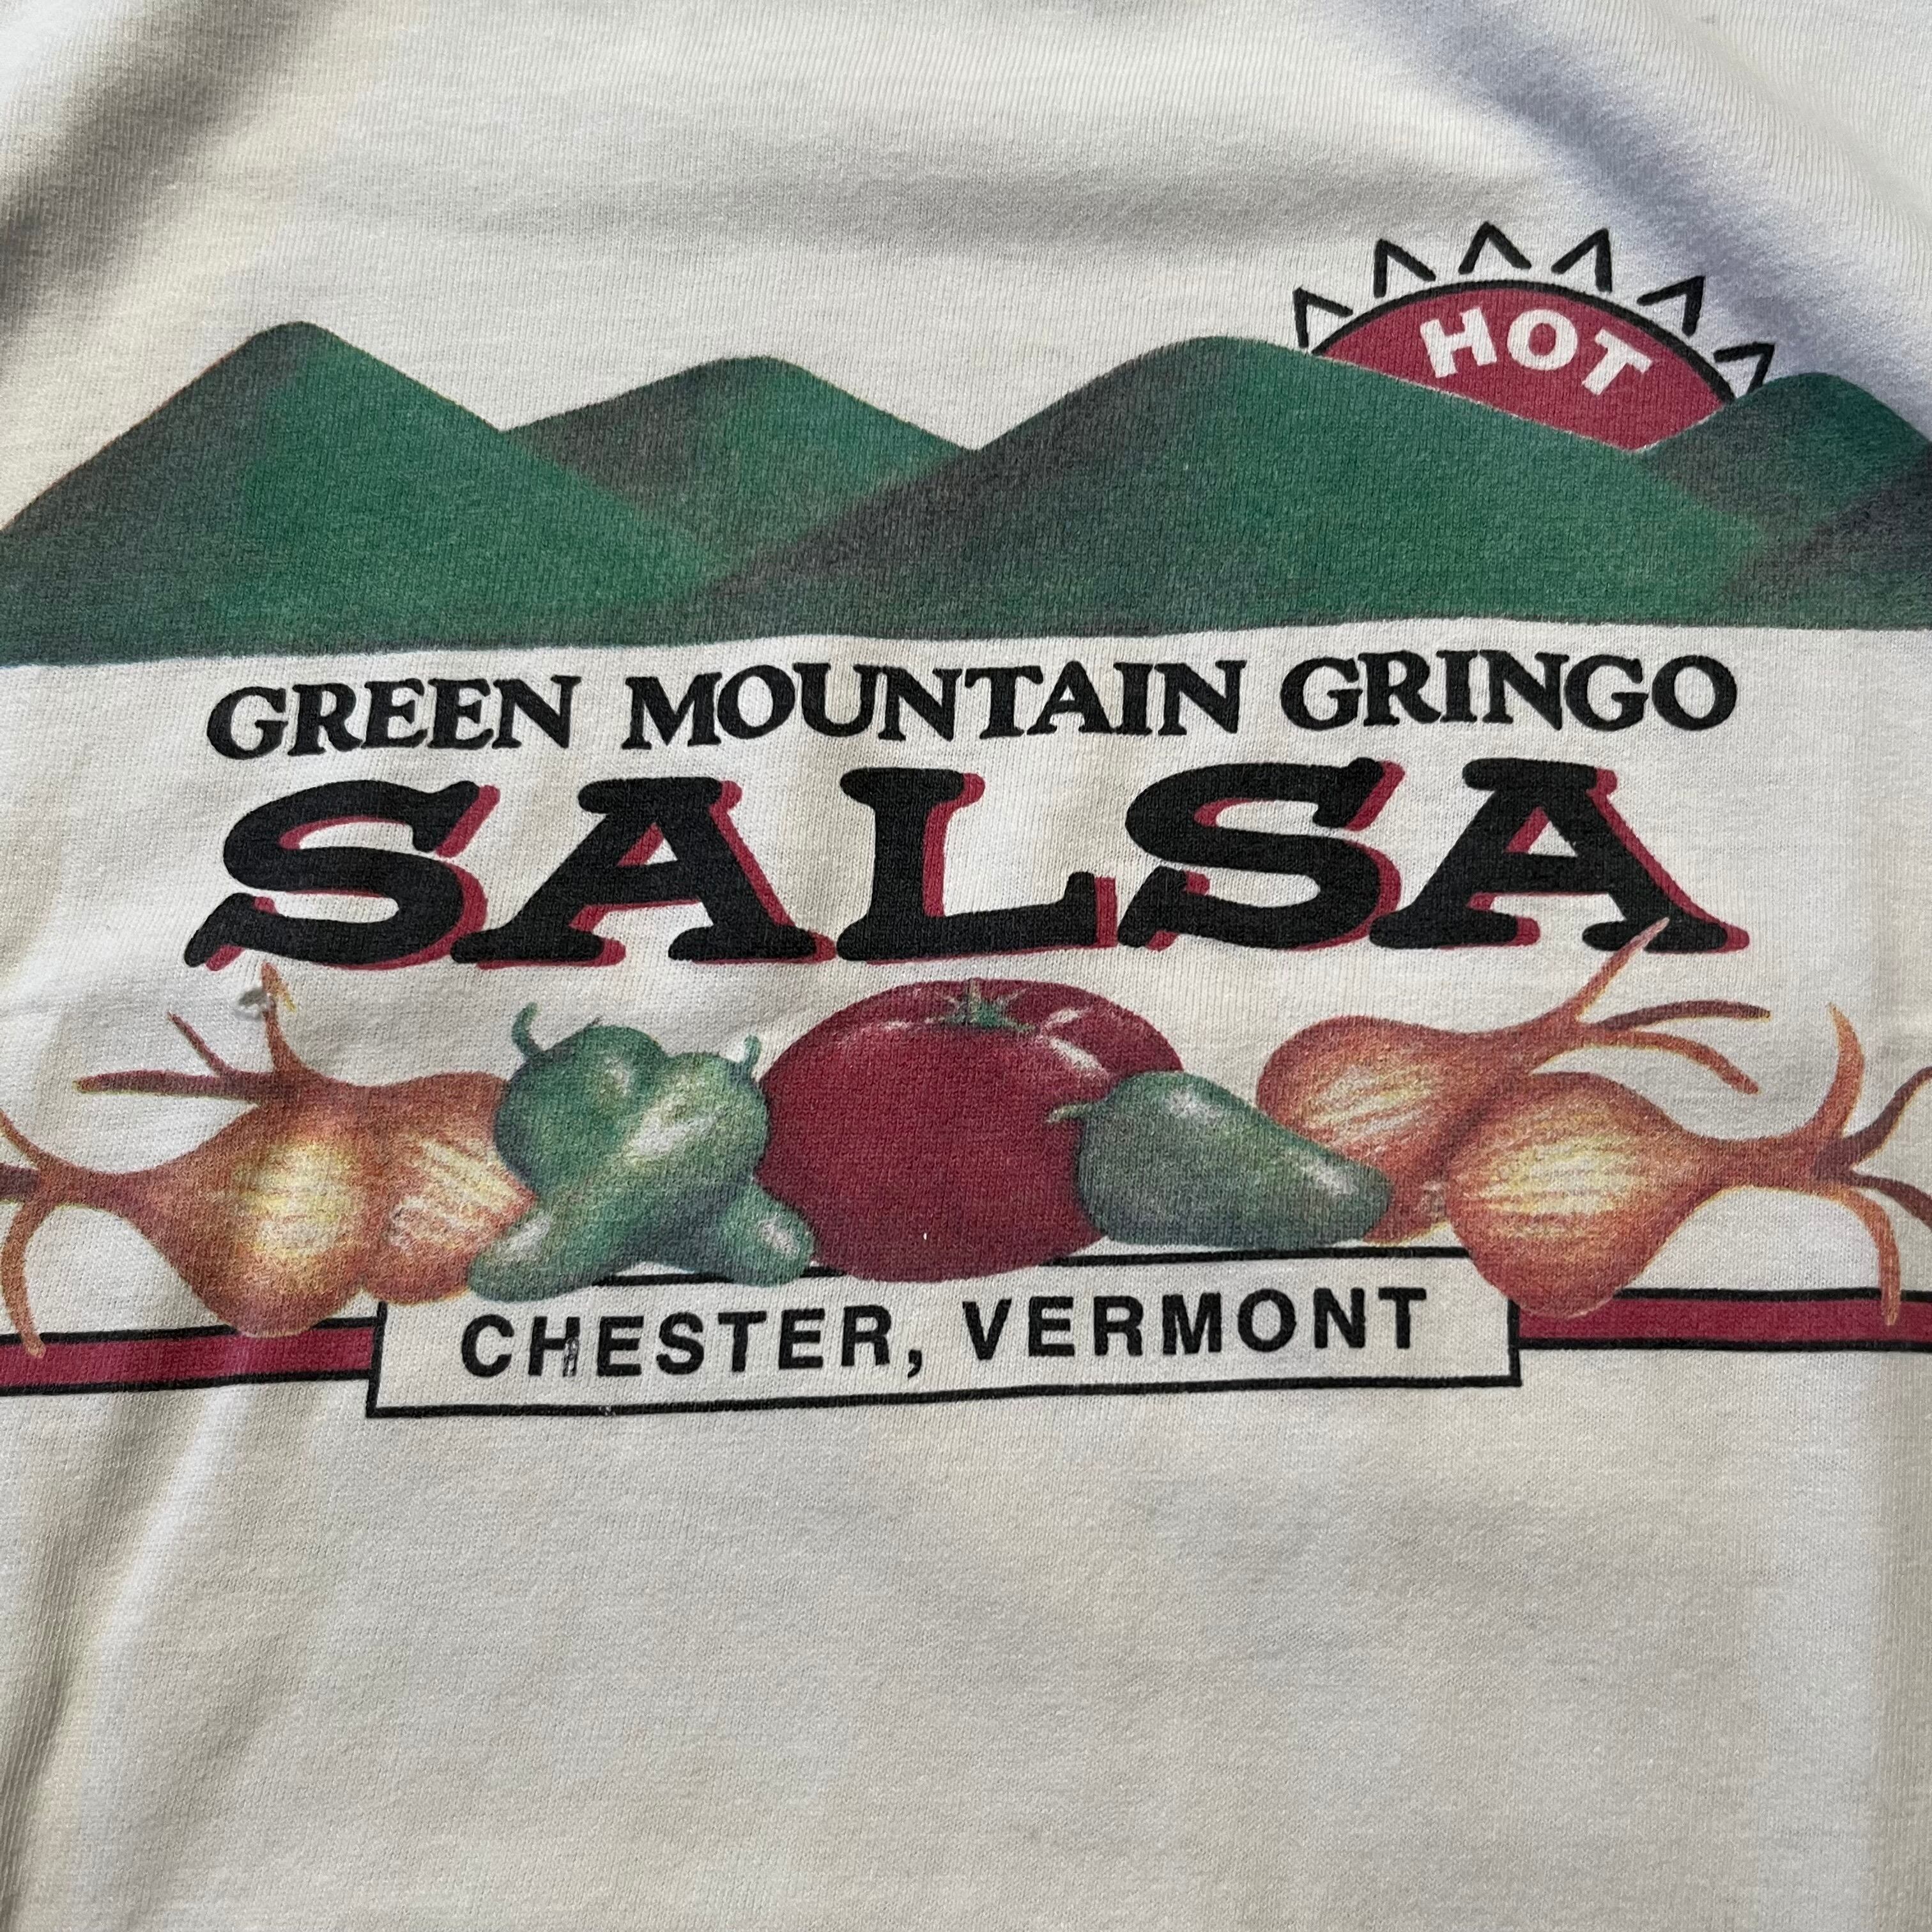 HOT
GREEN MOUNTAIN GRINGO
SALSA
CHESTER, VERMONT